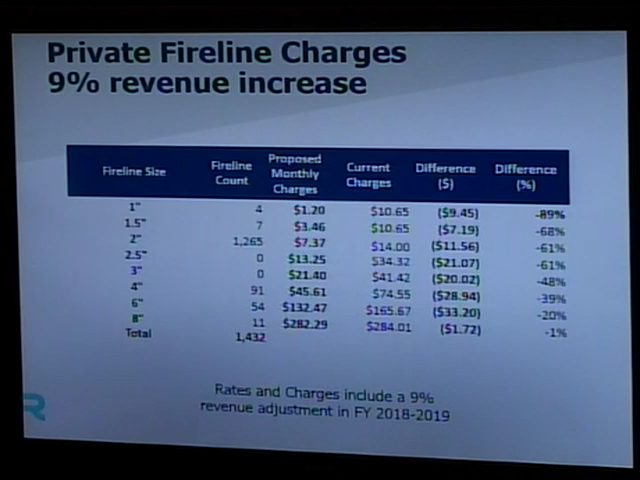 Private Fireline Charges
9% revenue increase
Fireline Size Fireline Count Proposed Monthly Charges Current Charges Difference ($) Difference (%)
1" 4 $1.20 $10.65 ($9.45) -89%
1.5" 7 $3.46 $10.65 ($7.19) -68%
2" 1,265 $7.37 $14.00 ($11.56) -61%
2.5" 0 $13.25 $34.32 ($21.07) -61%
3" 0 $21.40 $41.42 ($20.02) -48%
4" 91 $45.61 $74.55 ($28.94) -39%
6" 54 $132.47 $165.67 ($33.20) -20%
8" 11 $282.29 $284.01 ($1.72) -1%
Total 1,432
Rates and Charges include a 9%
revenue adjustment in FY 2018-2019
R